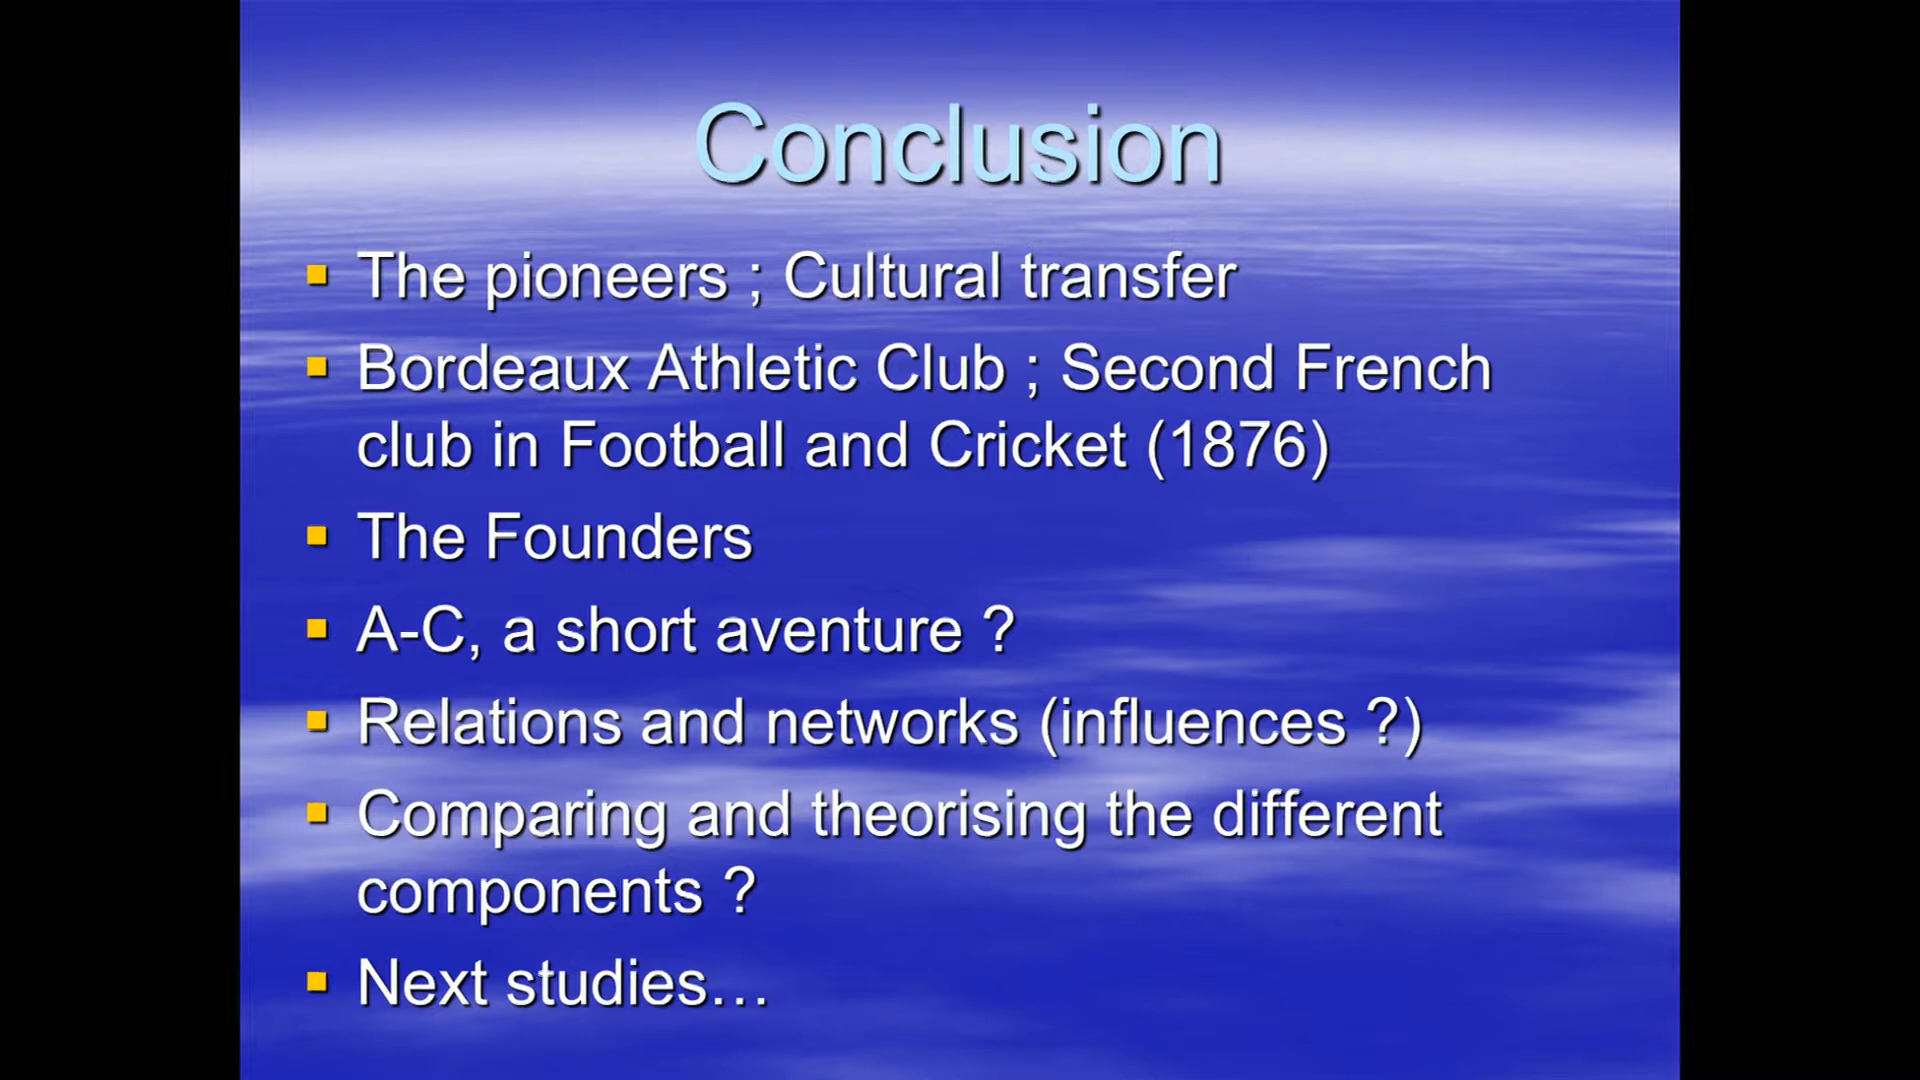 Conclusion
The pioneers ; Cultural transfer
Bordeaux Athletic Club ; Second French
club in Football and Cricket (1876)
The Founders
A-C, a short aventure ?
Relations and networks (influences ?)
Comparing and theorising the different
components ?
Next studies…